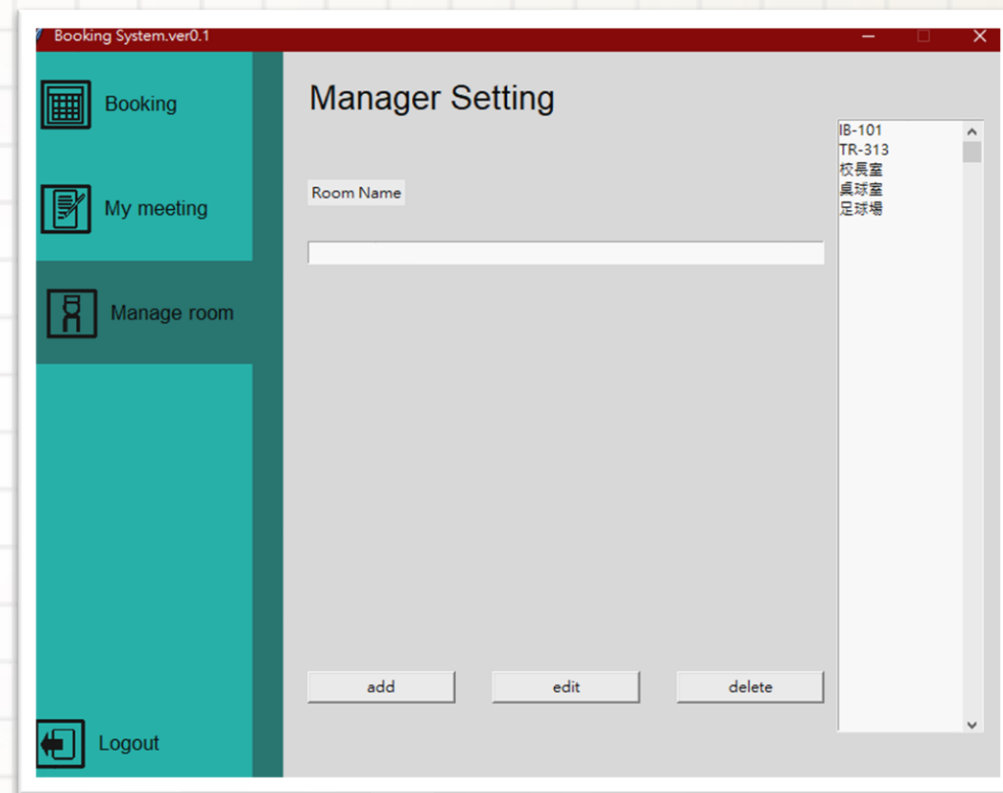 Booking System.ver0.1
Booking
My meeting
Manage room
Logout
Manager Setting
Room Name
add
edit
delete
IB-101
TR-313
校長室
桌球室
足球場